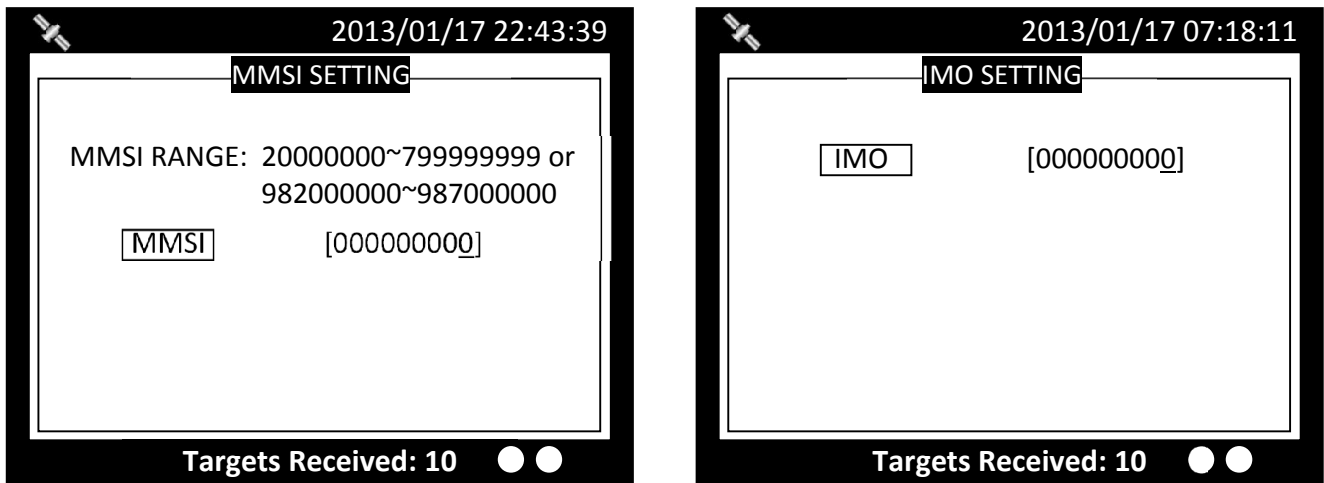 2013/01/17 22:43:39
MMSI SETTING
MMSI RANGE: 20000000~799999999 or
982000000~987000000
MMSI [000000000]
Targets Received: 10
2013/01/17 07:18:11
IMO SETTING
IMO [000000000]
Targets Received: 10